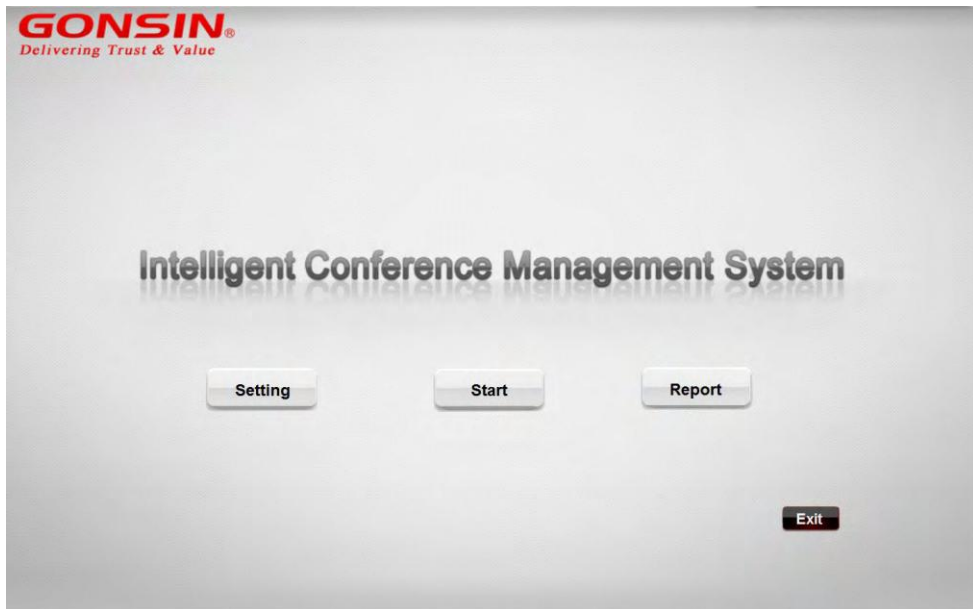 GONSIN®
Delivering Trust & Value
Intelligent Conference Management System
Setting
Start
Report
Exit